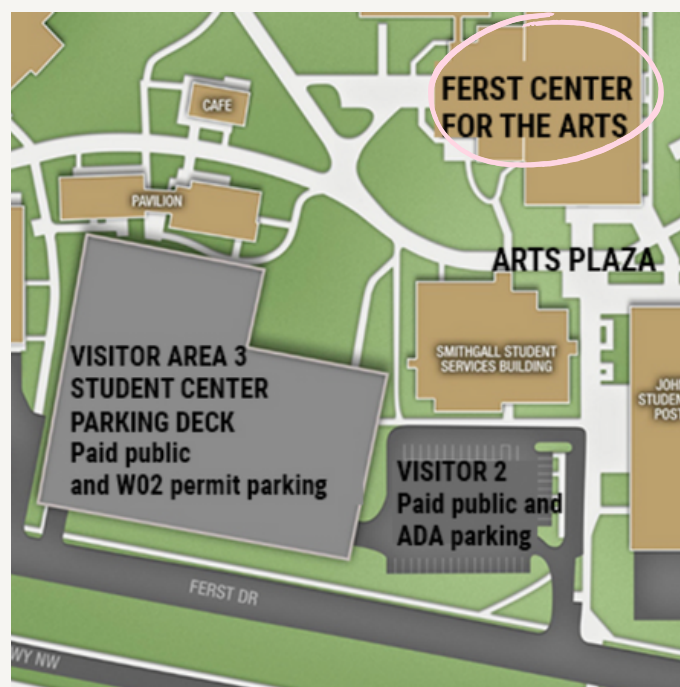 CAFE
FERST CENTER
FOR THE ARTS
PAVILION
ARTS PLAZA
VISITOR AREA 3
STUDENT CENTER
PARKING DECK
Paid public
and W02 permit parking
SMITHGALL STUDENT
SERVICES BUILDING
VISITOR 2
Paid public and
ADA parking
FERST DR
NW